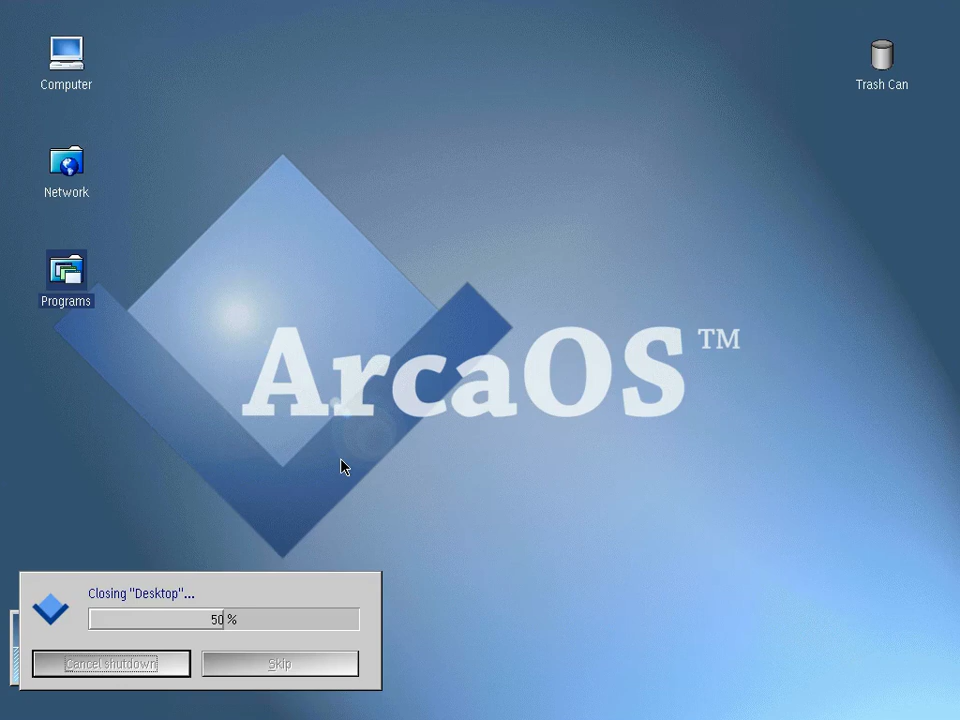 Computer
Trash Can
Network
Programs
ArcaOS™
Closing "Desktop"...
50 %
Cancel shutdown
Skip